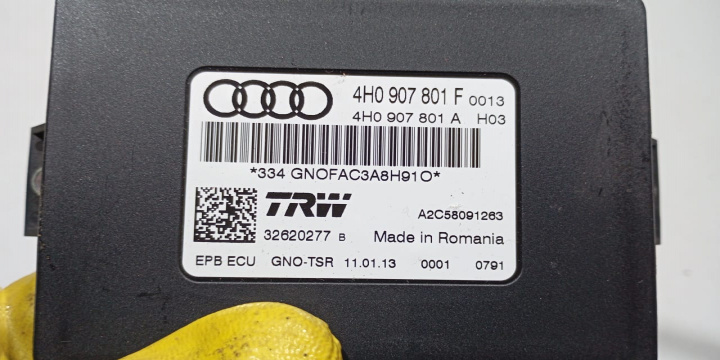 4H0 907 801 F 0013
4H0 907 801 A H03
*334 GNOFAC3A8H91O*
TRW
A2C58091263
32620277 B Made in Romania
EPB ECU GNO-TSR 11.01.13 0001 0791